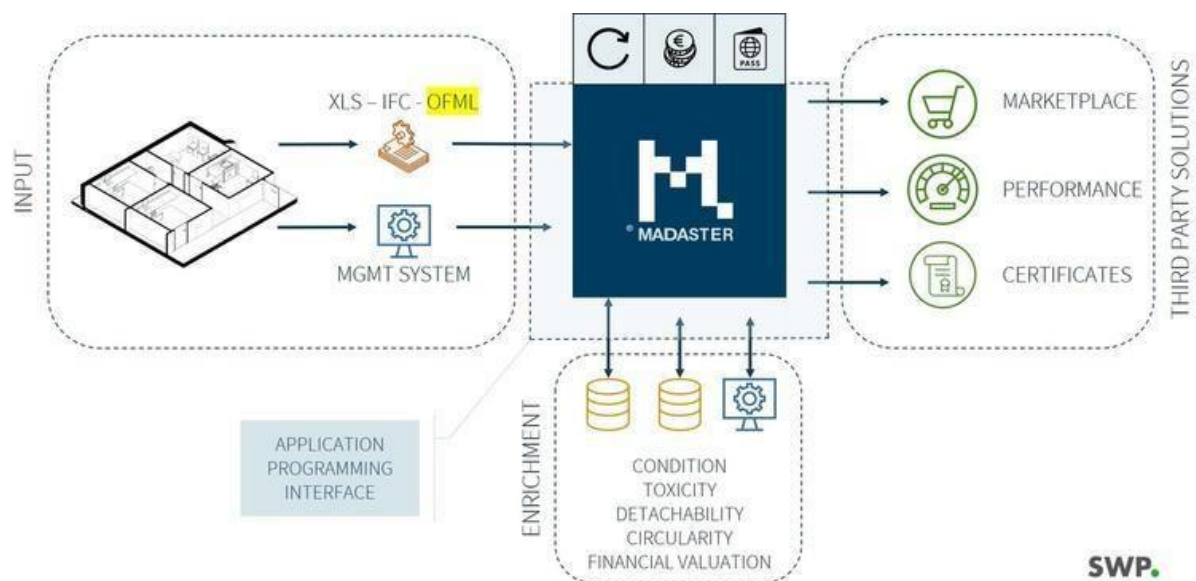 INPUT
XLS – IFC - OFML
MGMT SYSTEM
€
PASS
MADASTER
MARKETPLACE
PERFORMANCE
CERTIFICATES
THIRD PARTY SOLUTIONS
APPLICATION
PROGRAMMING
INTERFACE
ENRICHMENT
CONDITION
TOXICITY
DETACHABILITY
CIRCULARITY
FINANCIAL VALUATION
SWP.